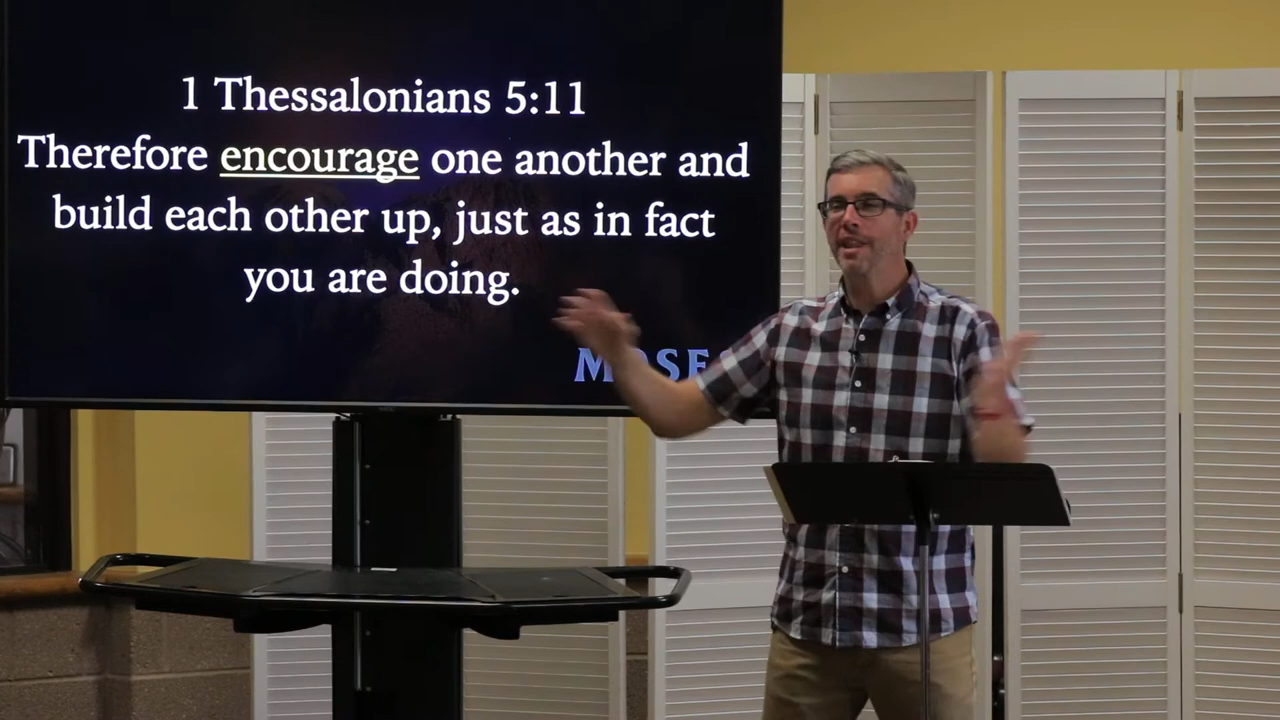 1 Thessalonians 5:11
Therefore encourage one another and
build each other up, just as in fact
you are doing.
MOSES